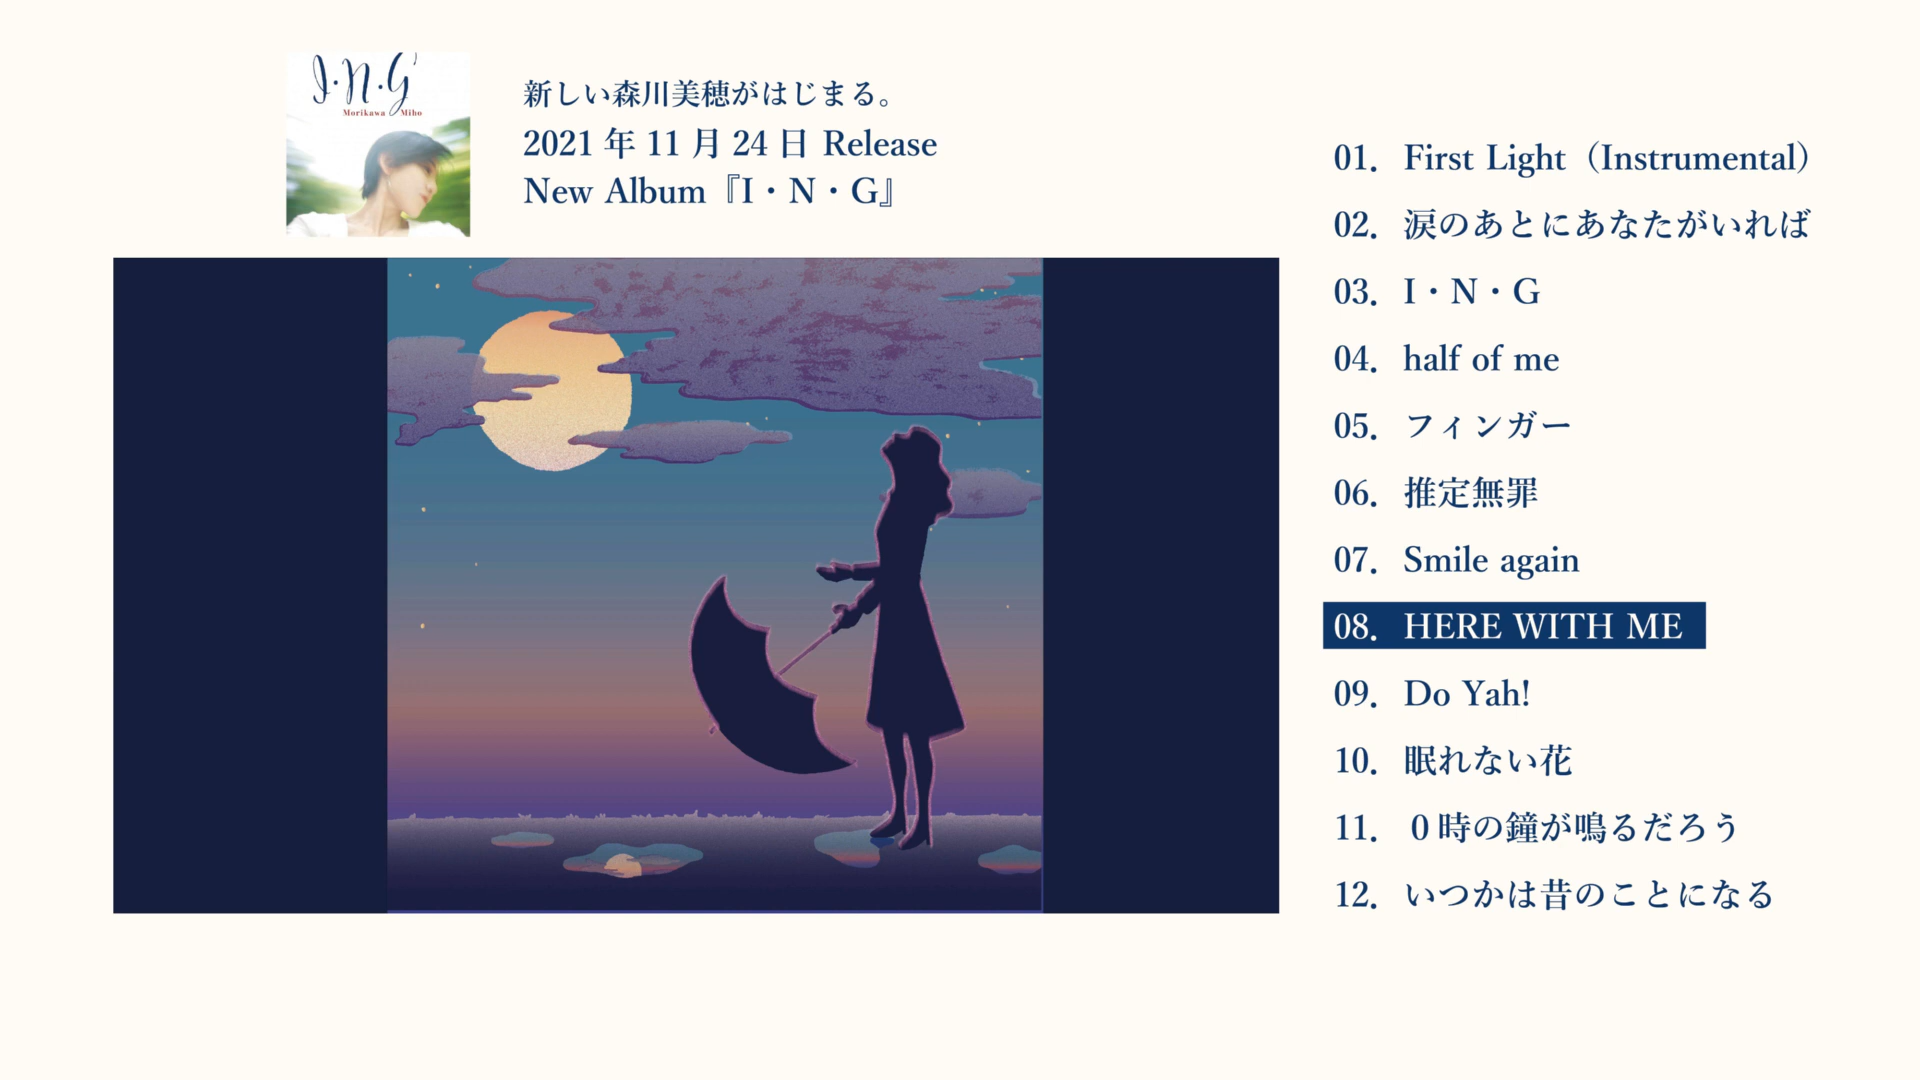 I·N·G
Morikawa Miho
新しい森川美穂がはじまる。
2021年11月24日 Release
New Album『I・N・G』
01. First Light（Instrumental）
02. 涙のあとにあなたがいれば
03. I・N・G
04. half of me
05. フィンガー
06. 推定無罪
07. Smile again
08. HERE WITH ME
09. Do Yah!
10. 眠れない花
11. ０時の鐘が鳴るだろう
12. いつかは昔のことになる